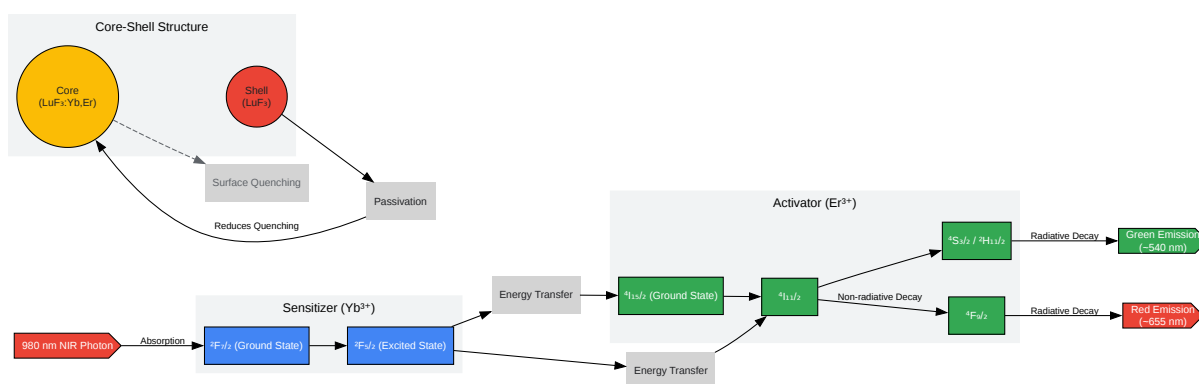 Core-Shell Structure
Core
(LuF₃:Yb,Er)
Shell
(LuF₃)
Surface Quenching
Passivation
Reduces Quenching
Activator (Er³⁺)
⁴S₃/₂ / ²H₁₁/₂
Radiative Decay
Green Emission
(~540 nm)
Energy Transfer
⁴I₁₅/₂ (Ground State)
⁴I₁₁/₂
Non-radiative Decay
⁴F₉/₂
Radiative Decay
Red Emission
(~655 nm)
Sensitizer (Yb³⁺)
980 nm NIR Photon
Absorption
²F₇/₂ (Ground State)
²F₅/₂ (Excited State)
Energy Transfer